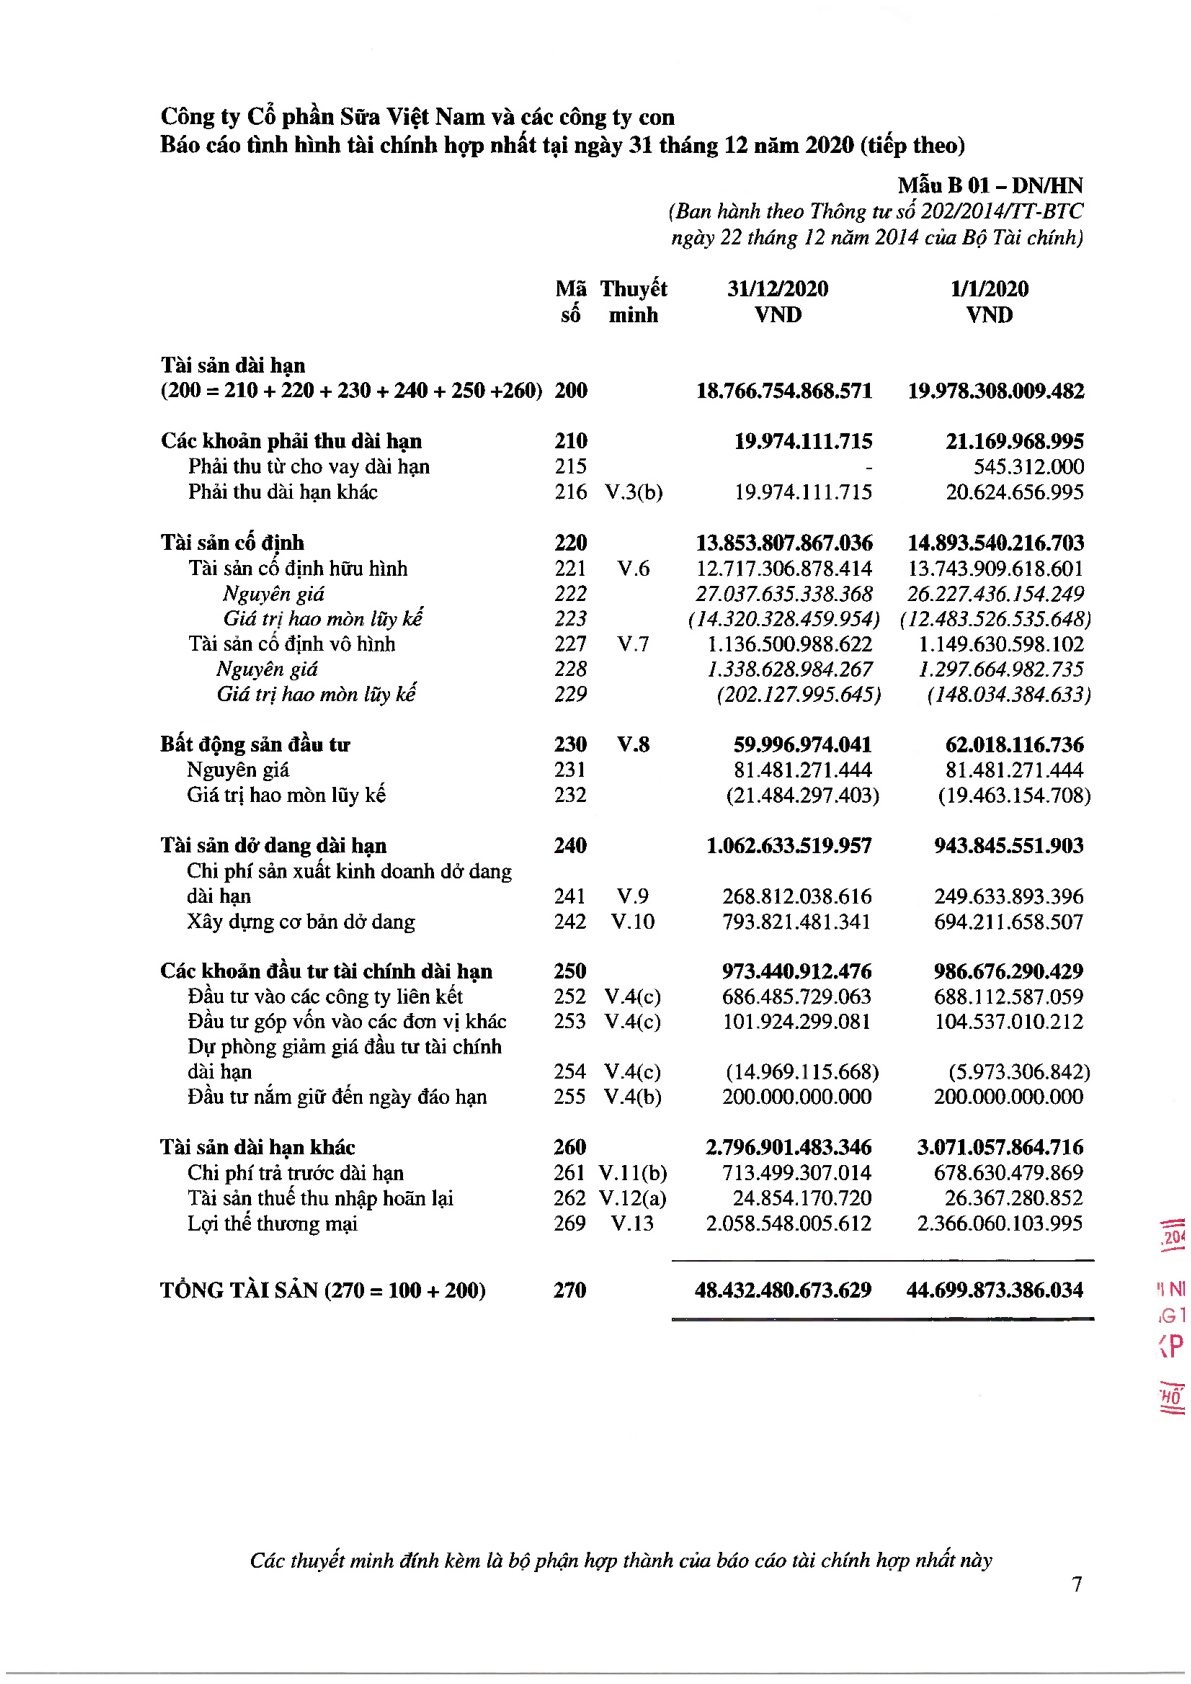 Công ty Cổ phần Sữa Việt Nam và các công ty con
Báo cáo tình hình tài chính hợp nhất tại ngày 31 tháng 12 năm 2020 (tiếp theo)
Mẫu B 01 – DN/HN
(Ban hành theo Thông tư số 202/2014/TT-BTC
ngày 22 tháng 12 năm 2014 của Bộ Tài chính)
Mã Thuyết 31/12/2020 1/1/2020
số minh VND VND
Tài sản dài hạn
(200 = 210 + 220 + 230 + 240 + 250 +260) 200 18.766.754.868.571 19.978.308.009.482
Các khoản phải thu dài hạn 210 19.974.111.715 21.169.968.995
Phải thu từ cho vay dài hạn 215 - 545.312.000
Phải thu dài hạn khác 216 V.3(b) 19.974.111.715 20.624.656.995
Tài sản cố định 220 13.853.807.867.036 14.893.540.216.703
Tài sản cố định hữu hình 221 V.6 12.717.306.878.414 13.743.909.618.601
Nguyên giá 222 27.037.635.338.368 26.227.436.154.249
Giá trị hao mòn lũy kế 223 (14.320.328.459.954) (12.483.526.535.648)
Tài sản cố định vô hình 227 V.7 1.136.500.988.622 1.149.630.598.102
Nguyên giá 228 1.338.628.984.267 1.297.664.982.735
Giá trị hao mòn lũy kế 229 (202.127.995.645) (148.034.384.633)
Bất động sản đầu tư 230 V.8 59.996.974.041 62.018.116.736
Nguyên giá 231 81.481.271.444 81.481.271.444
Giá trị hao mòn lũy kế 232 (21.484.297.403) (19.463.154.708)
Tài sản dở dang dài hạn 240 1.062.633.519.957 943.845.551.903
Chi phí sản xuất kinh doanh dở dang
dài hạn 241 V.9 268.812.038.616 249.633.893.396
Xây dựng cơ bản dở dang 242 V.10 793.821.481.341 694.211.658.507
Các khoản đầu tư tài chính dài hạn 250 973.440.912.476 986.676.290.429
Đầu tư vào các công ty liên kết 252 V.4(c) 686.485.729.063 688.112.587.059
Đầu tư góp vốn vào các đơn vị khác 253 V.4(c) 101.924.299.081 104.537.010.212
Dự phòng giảm giá đầu tư tài chính
dài hạn 254 V.4(c) (14.969.115.668) (5.973.306.842)
Đầu tư nắm giữ đến ngày đáo hạn 255 V.4(b) 200.000.000.000 200.000.000.000
Tài sản dài hạn khác 260 2.796.901.483.346 3.071.057.864.716
Chi phí trả trước dài hạn 261 V.11(b) 713.499.307.014 678.630.479.869
Tài sản thuế thu nhập hoãn lại 262 V.12(a) 24.854.170.720 26.367.280.852
Lợi thế thương mại 269 V.13 2.058.548.005.612 2.366.060.103.995
TỔNG TÀI SẢN (270 = 100 + 200) 270 48.432.480.673.629 44.699.873.386.034
Các thuyết minh đính kèm là bộ phận hợp thành của báo cáo tài chính hợp nhất này
7